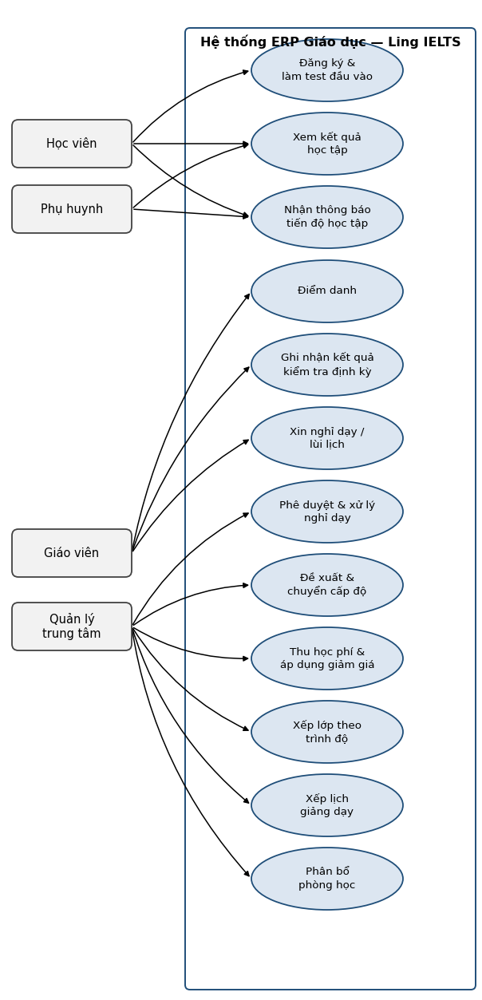 Hệ thống ERP Giáo dục — Ling IELTS
Đăng ký &
làm test đầu vào
Học viên
Xem kết quả
học tập
Phụ huynh
Nhận thông báo
tiến độ học tập
Điểm danh
Ghi nhận kết quả
kiểm tra định kỳ
Xin nghỉ dạy /
lùi lịch
Phê duyệt & xử lý
nghỉ dạy
Giáo viên
Đề xuất &
chuyển cấp độ
Quản lý
trung tâm
Thu học phí &
áp dụng giảm giá
Xếp lớp theo
trình độ
Xếp lịch
giảng dạy
Phân bổ
phòng học